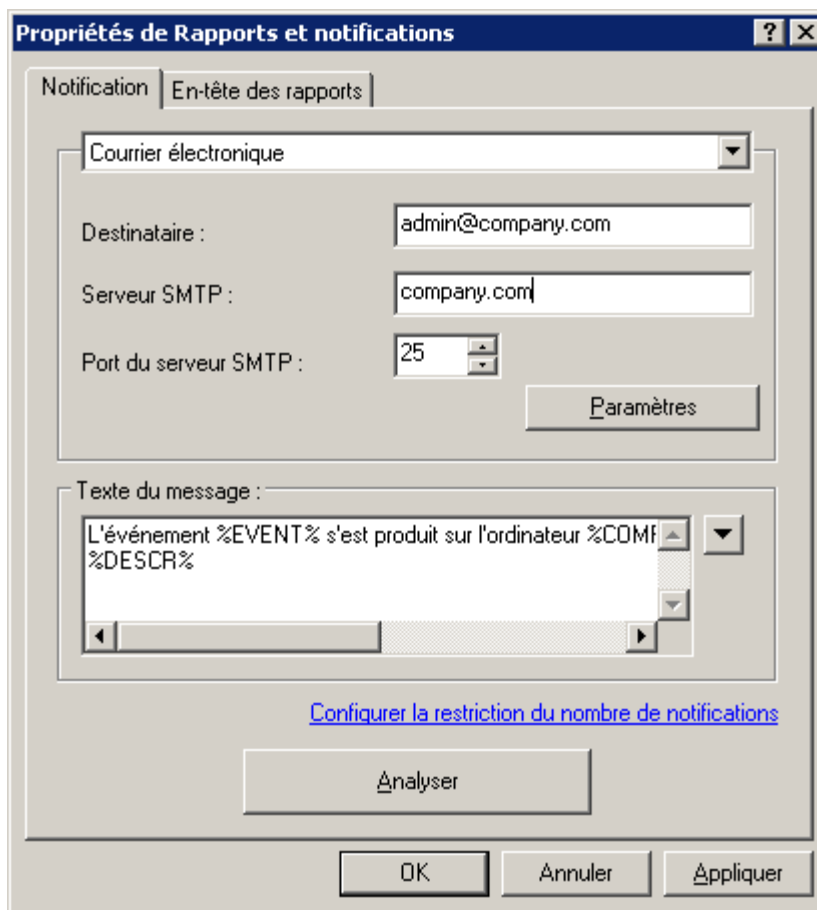 Propriétés de Rapports et notifications
Notification
En-tête des rapports
Courrier électronique
Destinataire :
admin@company.com
Serveur SMTP :
company.com
Port du serveur SMTP :
25
Paramètres
Texte du message :
L'événement %EVENT% s'est produit sur l'ordinateur
%DESCR%
Configurer la restriction du nombre de notifications
Analyser
OK
Annuler
Appliquer